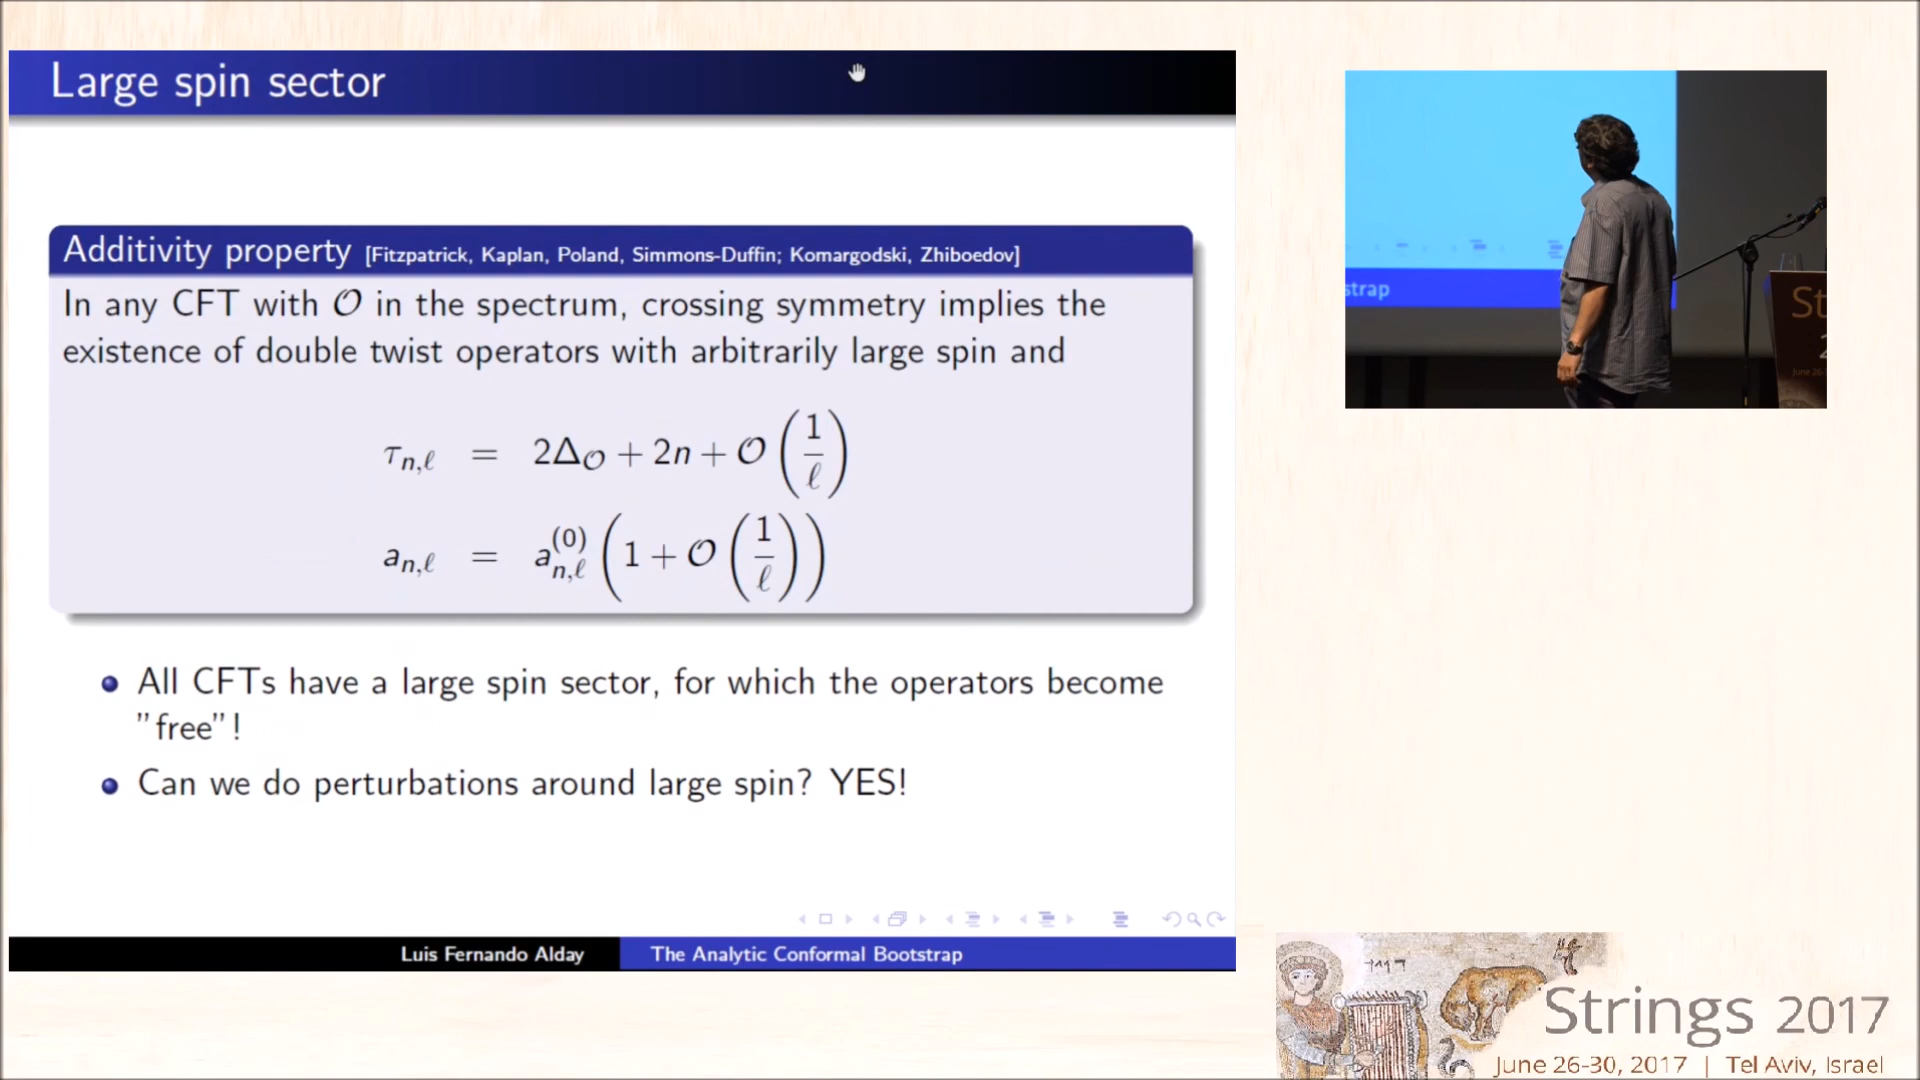 Large spin sector
Additivity property [Fitzpatrick, Kaplan, Poland, Simmons-Duffin; Komargodski, Zhiboedov]
In any CFT with 𝒪 in the spectrum, crossing symmetry implies the
existence of double twist operators with arbitrarily large spin and
τ_{n,ℓ} = 2Δ_𝒪 + 2n + 𝒪(1/ℓ)
a_{n,ℓ} = a_{n,ℓ}^{(0)} (1 + 𝒪(1/ℓ))
All CFTs have a large spin sector, for which the operators become
”free”!
Can we do perturbations around large spin? YES!
Luis Fernando Alday
The Analytic Conformal Bootstrap
strap
St
2
Strings 2017
June 26-30, 2017 | Tel Aviv, Israel